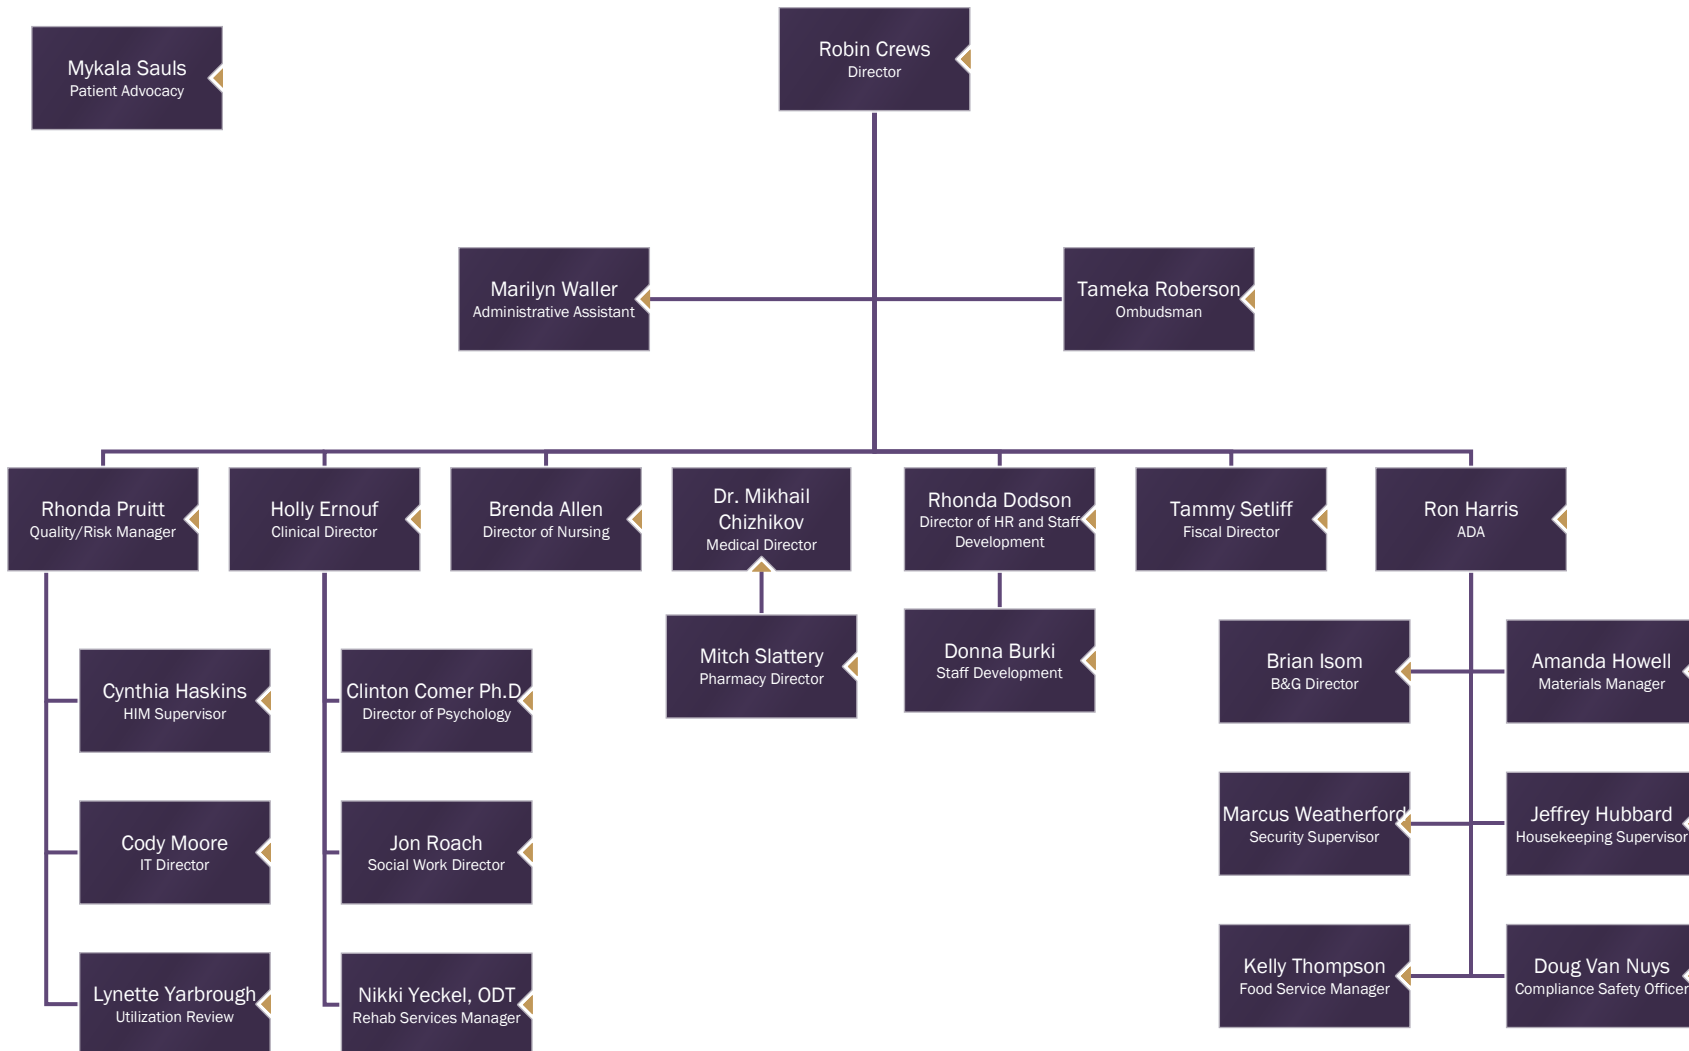 Mykala Sauls
Patient Advocacy
Robin Crews
Director
Marilyn Waller
Administrative Assistant
Tameka Roberson
Ombudsman
Rhonda Pruitt
Quality/Risk Manager
Holly Ernouf
Clinical Director
Brenda Allen
Director of Nursing
Dr. Mikhail
Chizhikov
Medical Director
Rhonda Dodson
Director of HR and Staff
Development
Tammy Setliff
Fiscal Director
Ron Harris
ADA
Cynthia Haskins
HIM Supervisor
Cody Moore
IT Director
Lynette Yarbrough
Utilization Review
Clinton Comer Ph.D
Director of Psychology
Jon Roach
Social Work Director
Nikki Yeckel, ODT
Rehab Services Manager
Mitch Slattery
Pharmacy Director
Donna Burki
Staff Development
Brian Isom
B&G Director
Amanda Howell
Materials Manager
Marcus Weatherford
Security Supervisor
Jeffrey Hubbard
Housekeeping Supervisor
Kelly Thompson
Food Service Manager
Doug Van Nuys
Compliance Safety Officer